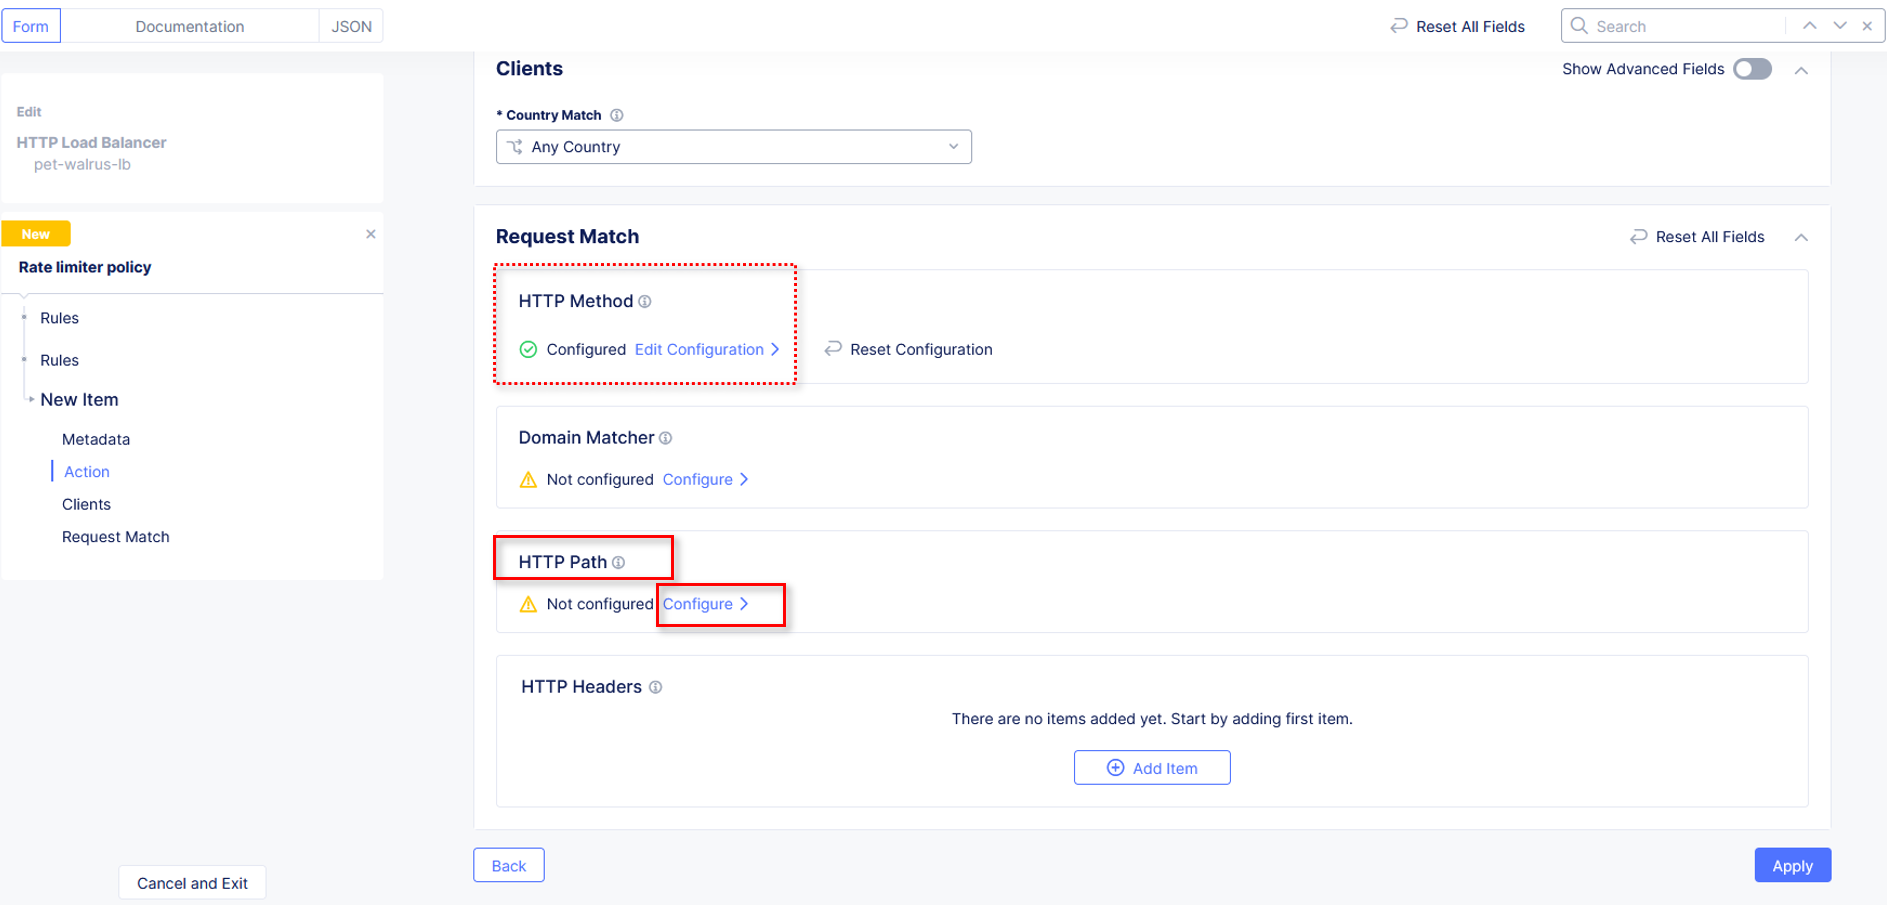 Form
Documentation
JSON
Reset All Fields
Search
Edit
HTTP Load Balancer
pet-walrus-lb
New
Rate limiter policy
Rules
Rules
New Item
Metadata
Action
Clients
Request Match
Cancel and Exit
Clients
Show Advanced Fields
* Country Match
Any Country
Request Match
Reset All Fields
HTTP Method
Configured Edit Configuration
Reset Configuration
Domain Matcher
Not configured Configure
HTTP Path
Not configured Configure
HTTP Headers
There are no items added yet. Start by adding first item.
Add Item
Back
Apply